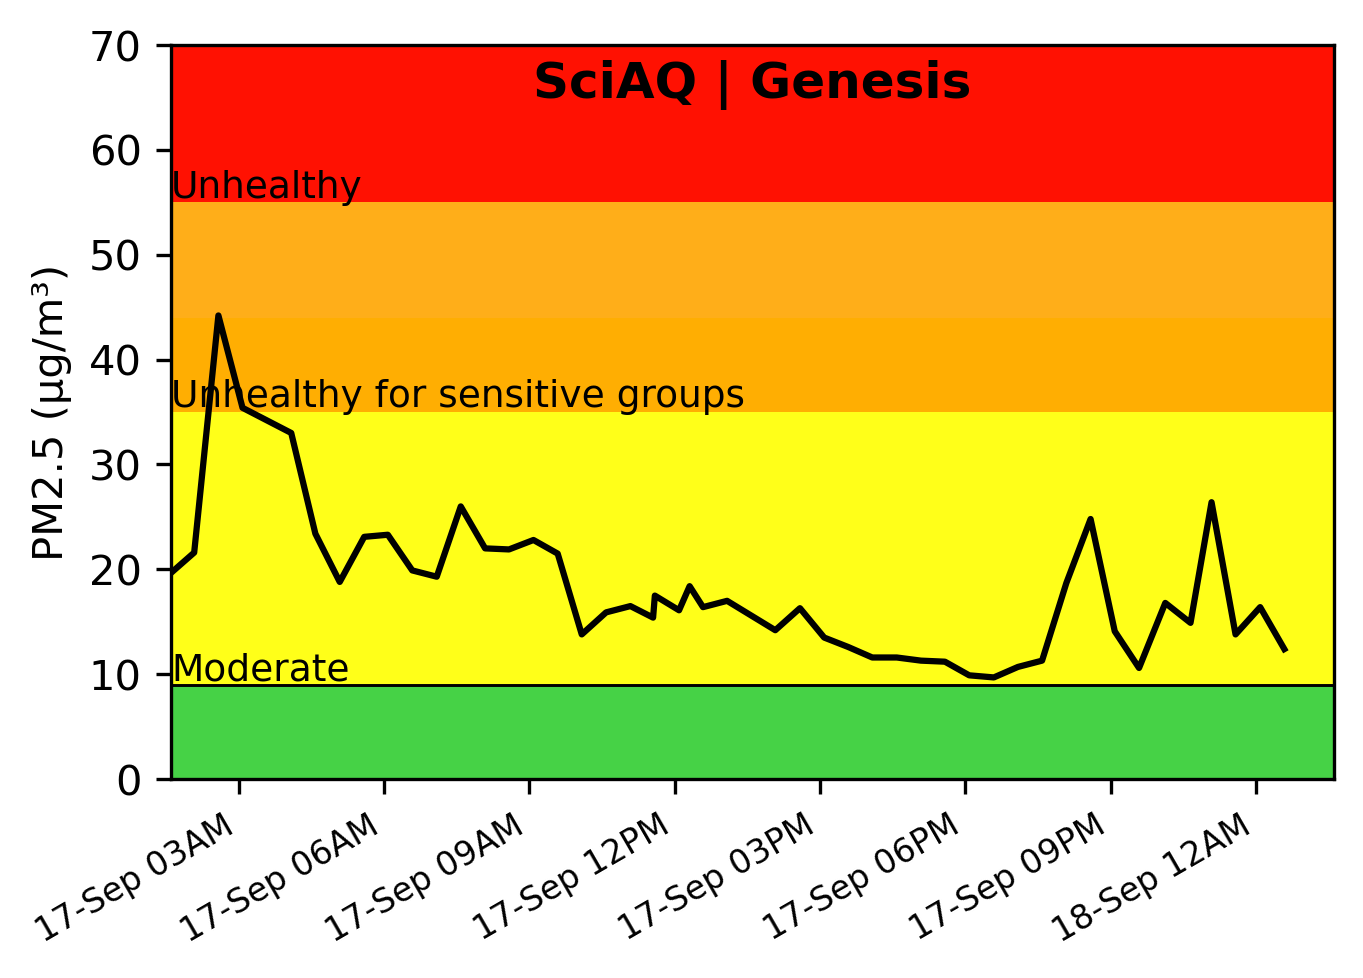 SciAQ | Genesis
70
60
50
40
30
20
10
0
PM2.5 (µg/m³)
Unhealthy
Unhealthy for sensitive groups
Moderate
17-Sep 03AM
17-Sep 06AM
17-Sep 09AM
17-Sep 12PM
17-Sep 03PM
17-Sep 06PM
17-Sep 09PM
18-Sep 12AM